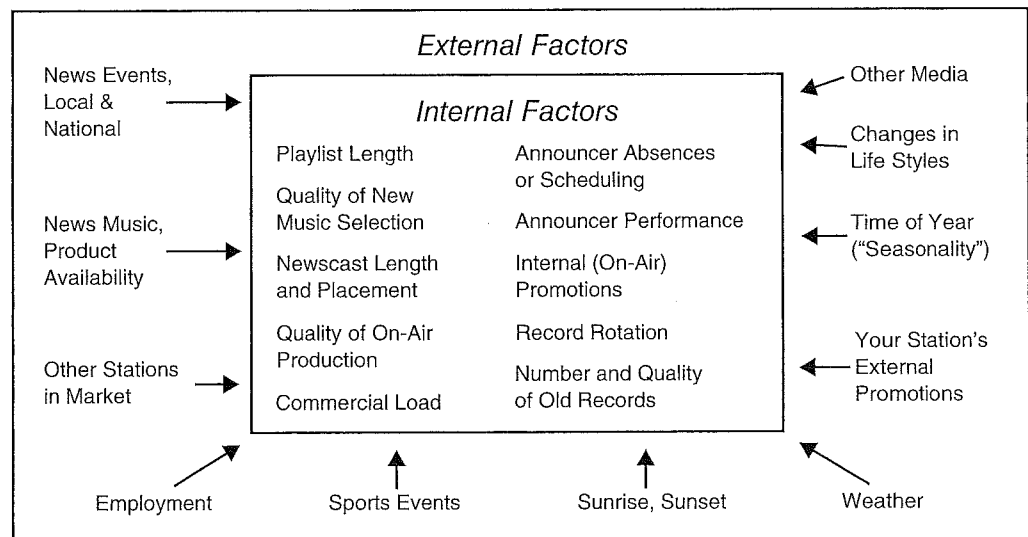 External Factors
News Events,
Local &
National
News Music,
Product
Availability
Other Stations
in Market
Internal Factors
Playlist Length
Quality of New
Music Selection
Newscast Length
and Placement
Quality of On-Air
Production
Commercial Load
Announcer Absences
or Scheduling
Announcer Performance
Internal (On-Air)
Promotions
Record Rotation
Number and Quality
of Old Records
Other Media
Changes in
Life Styles
Time of Year
("Seasonality")
Your Station's
External
Promotions
Employment
Sports Events
Sunrise, Sunset
Weather